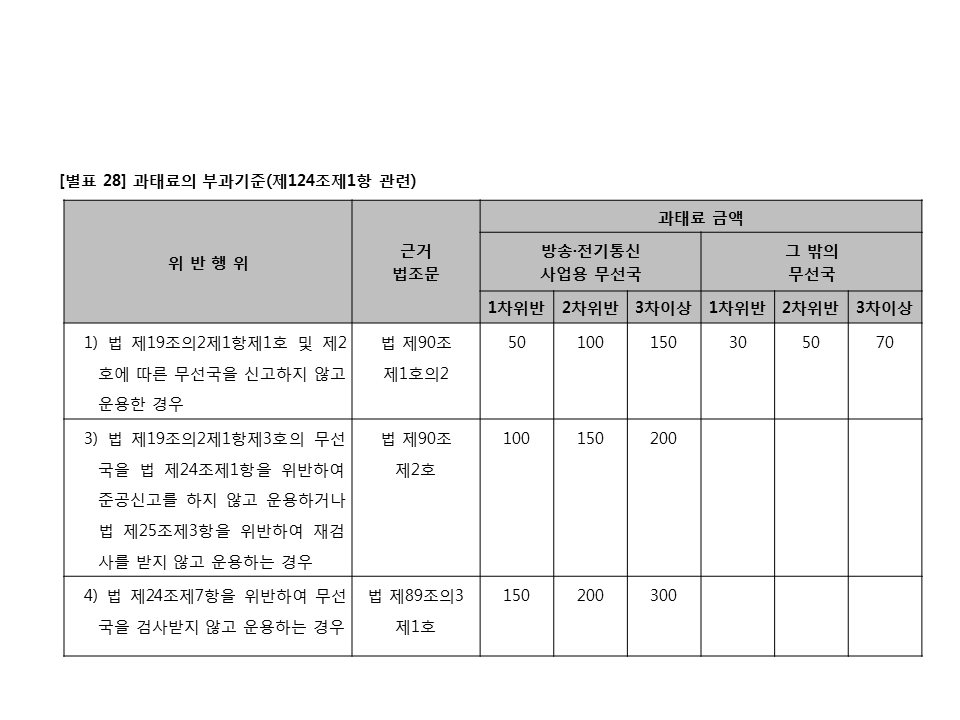 [별표 28] 과태료의 부과기준(제124조제1항 관련)
위 반 행 위
근거
법조문
과태료 금액
방송·전기통신
사업용 무선국
그 밖의
무선국
1차위반 2차위반 3차이상 1차위반 2차위반 3차이상
1) 법 제19조의2제1항제1호 및 제2
호에 따른 무선국을 신고하지 않고
운용한 경우
법 제90조
제1호의2
50 100 150 30 50 70
3) 법 제19조의2제1항제3호의 무선
국을 법 제24조제1항을 위반하여
준공신고를 하지 않고 운용하거나
법 제25조제3항을 위반하여 재검
사를 받지 않고 운용하는 경우
법 제90조
제2호
100 150 200
4) 법 제24조제7항을 위반하여 무선
국을 검사받지 않고 운용하는 경우
법 제89조의3
제1호
150 200 300